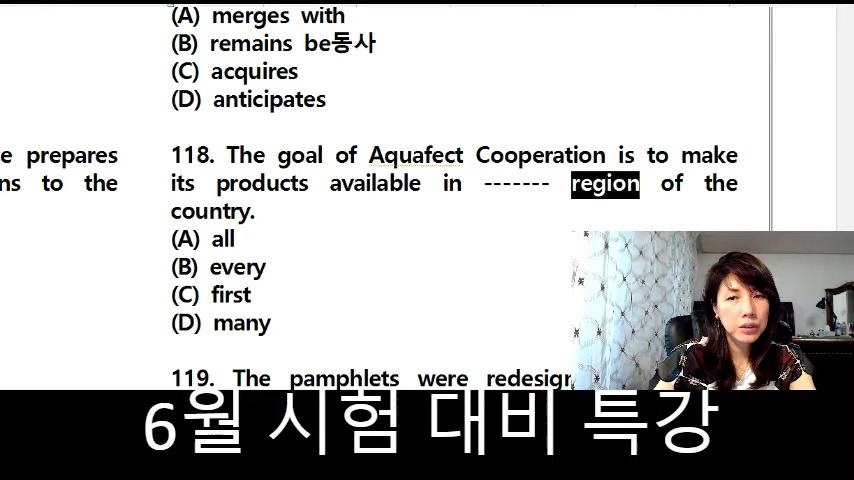 (A) merges with
(B) remains be동사
(C) acquires
(D) anticipates
e prepares
ns to the
118. The goal of Aquafect Cooperation is to make
its products available in ------- region of the
country.
(A) all
(B) every
(C) first
(D) many
119. The pamphlets were redesign
6월 시험 대비 특강